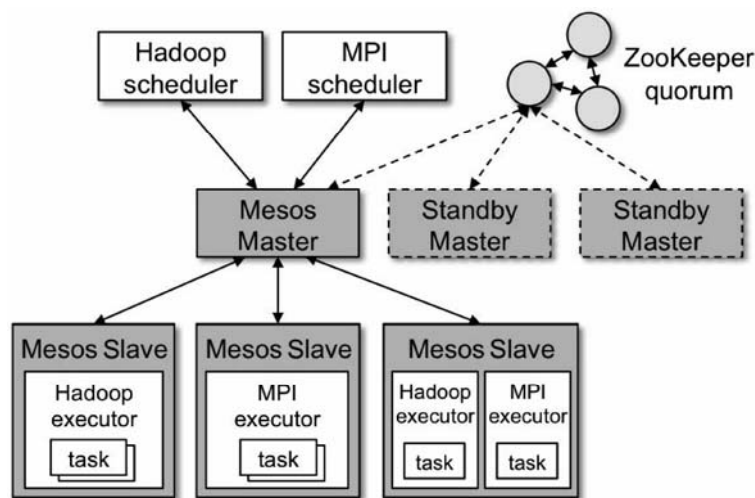 Hadoop
scheduler
MPI
scheduler
ZooKeeper
quorum
Mesos
Master
Standby
Master
Standby
Master
Mesos Slave
Hadoop
executor
task
Mesos Slave
MPI
executor
task
Mesos Slave
Hadoop
executor
task
MPI
executor
task